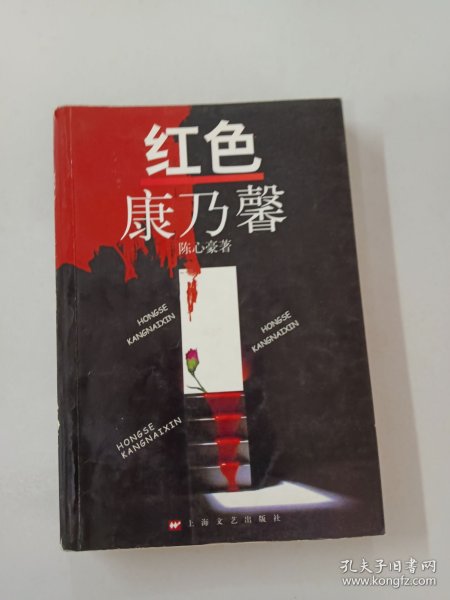 红色
康乃馨
陈心豪著
HONGSE
KANGNAIXIN
HONGSE
KANGNAIXIN
HONGSE
KANGNAIXIN
上海文艺出版社
孔夫子旧书网
www.kongfz.com